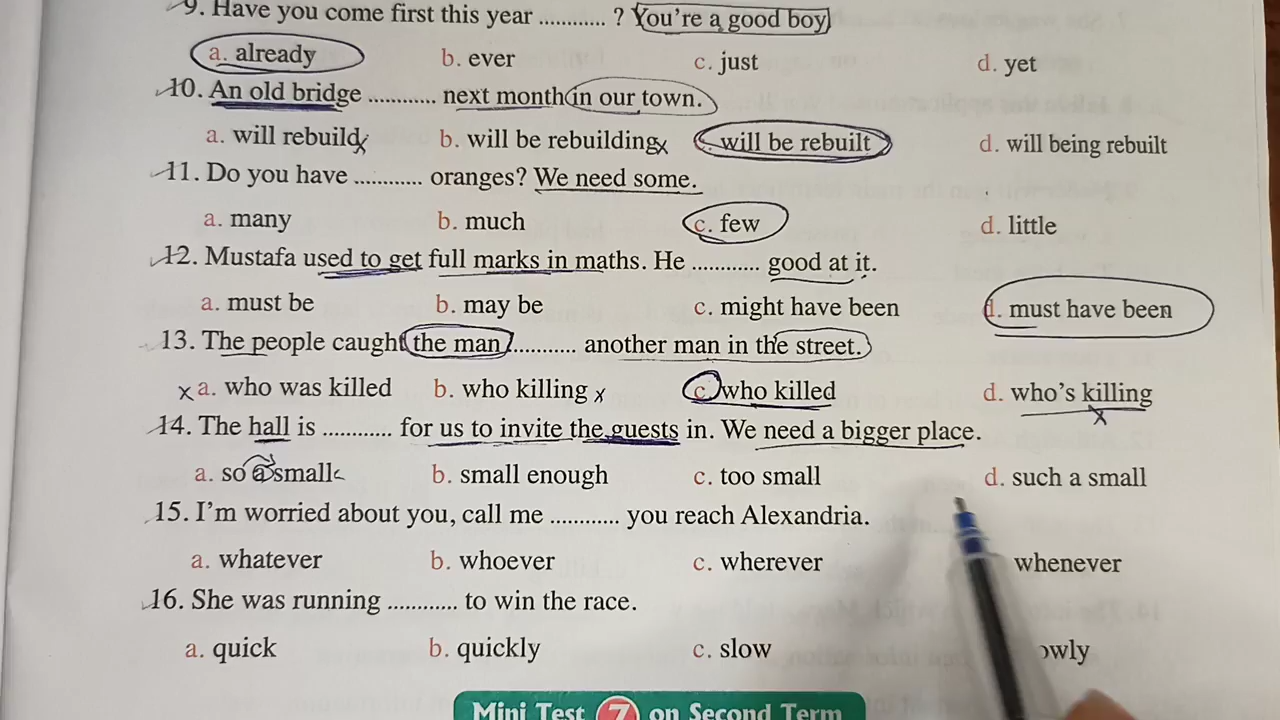 9. Have you come first this year ............ ? You're a good boy
a. already b. ever c. just d. yet
10. An old bridge ............ next month in our town.
a. will rebuild x b. will be rebuilding x c. will be rebuilt d. will being rebuilt
11. Do you have ............ oranges? We need some.
a. many b. much c. few d. little
12. Mustafa used to get full marks in maths. He ............ good at it.
a. must be b. may be c. might have been d. must have been
13. The people caught the man ............ another man in the street.
x a. who was killed b. who killing x c. who killed d. who's killing x
14. The hall is ............ for us to invite the guests in. We need a bigger place.
a. so a small b. small enough c. too small d. such a small
15. I'm worried about you, call me ............ you reach Alexandria.
a. whatever b. whoever c. wherever whenever
16. She was running ............ to win the race.
a. quick b. quickly c. slow owly
Mini Test 7 on Second Term